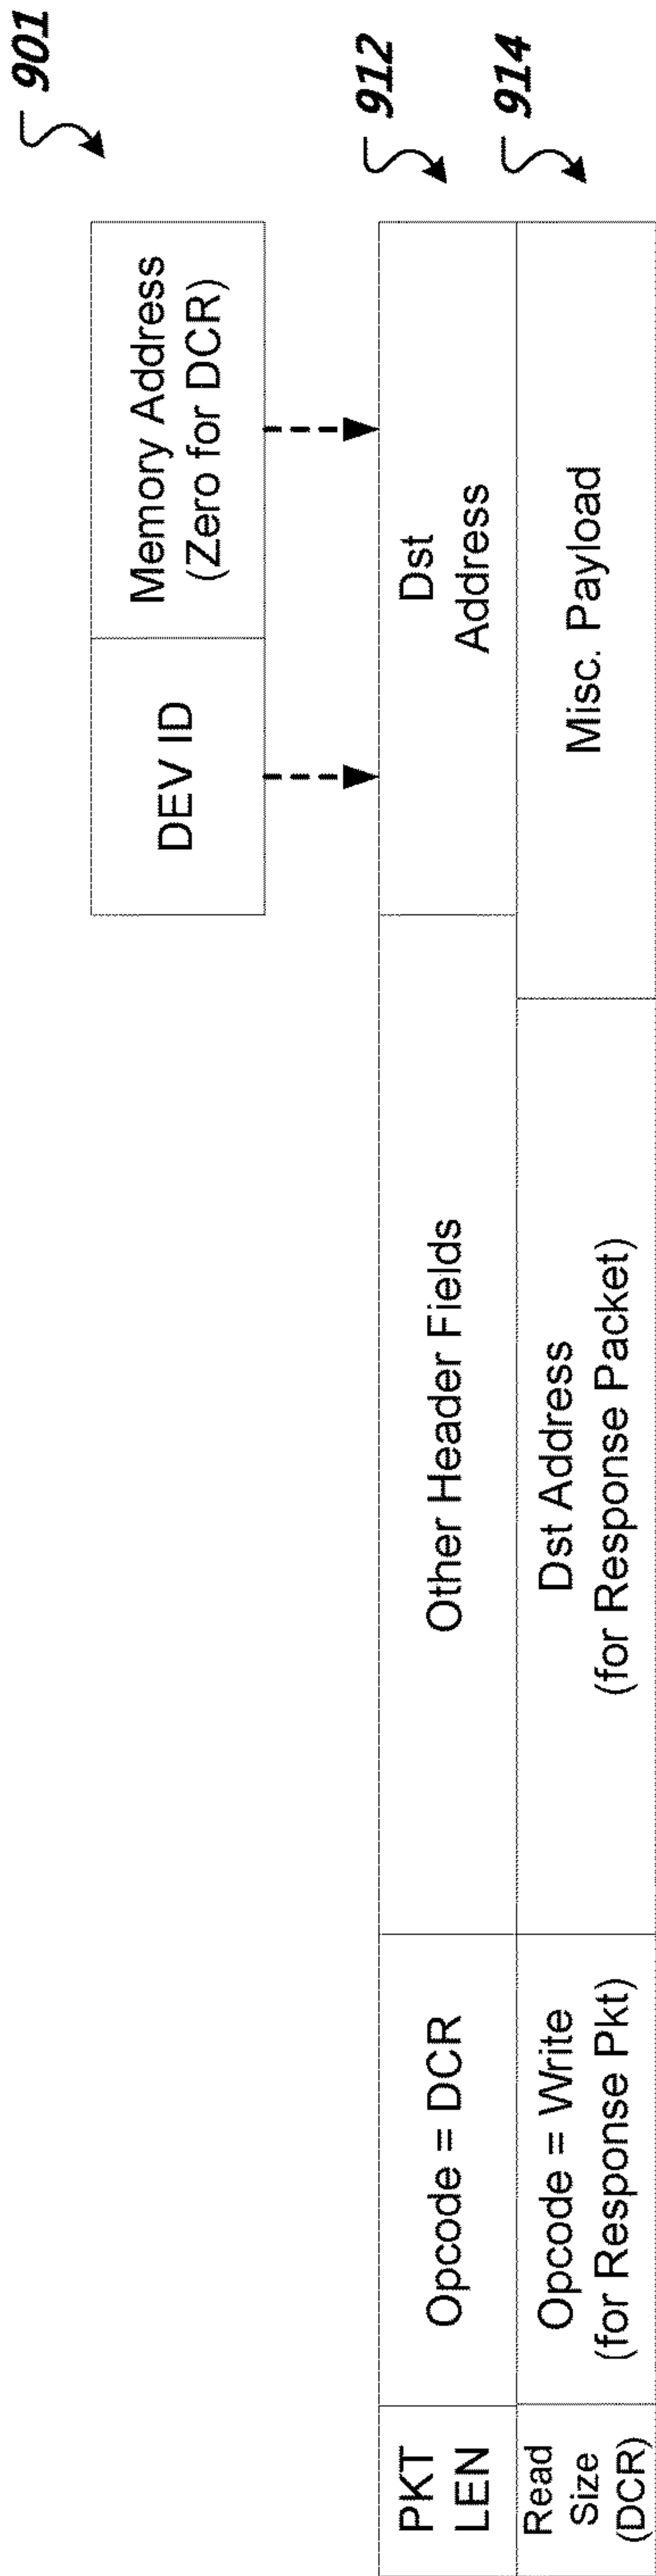 901
DEV ID
Memory Address
(Zero for DCR)
912
PKT
LEN
Opcode = DCR
Other Header Fields
Dst
Address
914
Read
Size
(DCR)
Opcode = Write
(for Response Pkt)
Dst Address
(for Response Packet)
Misc. Payload